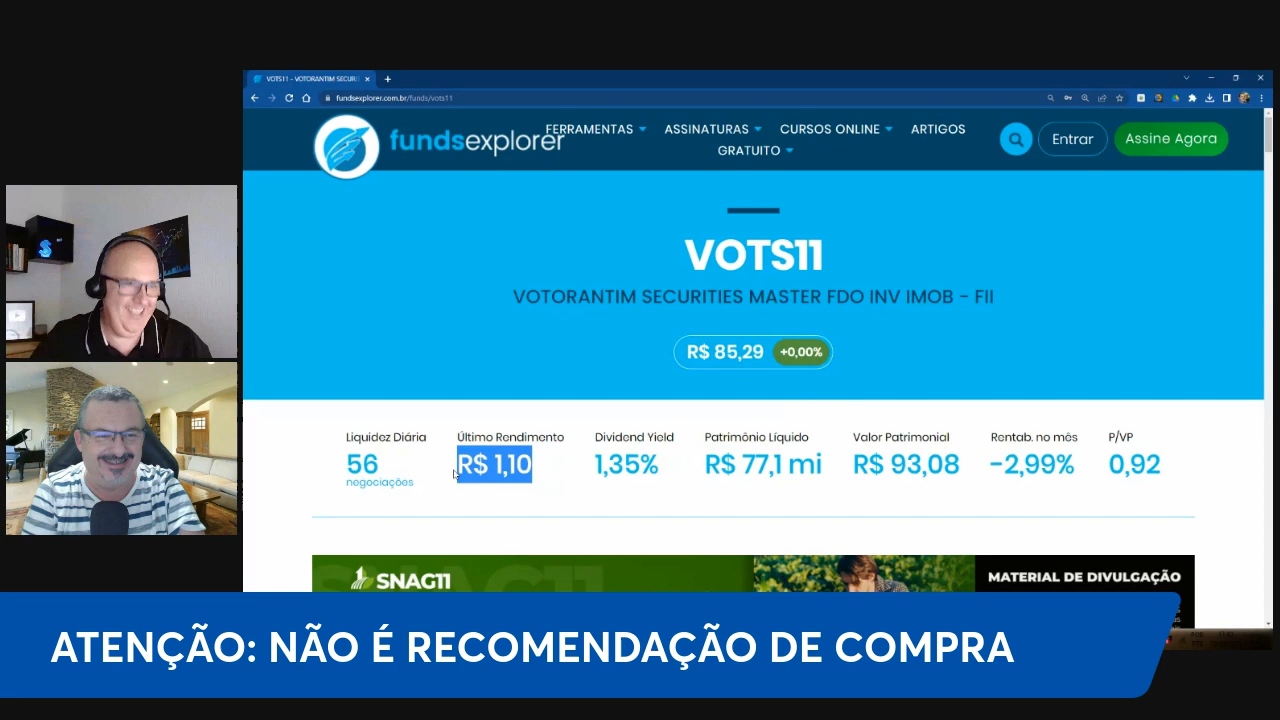 VOTS11 - VOTORANTIM SECURI
fundsexplorer.com.br/funds/vots11
fundsexplorer
FERRAMENTAS
ASSINATURAS
CURSOS ONLINE
ARTIGOS
GRATUITO
Entrar
Assine Agora
VOTS11
VOTORANTIM SECURITIES MASTER FDO INV IMOB - FII
R$ 85,29 +0,00%
Liquidez Diária
56
negociações
Último Rendimento
R$ 1,10
Dividend Yield
1,35%
Patrimônio Líquido
R$ 77,1 mi
Valor Patrimonial
R$ 93,08
Rentab. no mês
-2,99%
P/VP
0,92
SNAG11
MATERIAL DE DIVULGAÇÃO
ATENÇÃO: NÃO É RECOMENDAÇÃO DE COMPRA